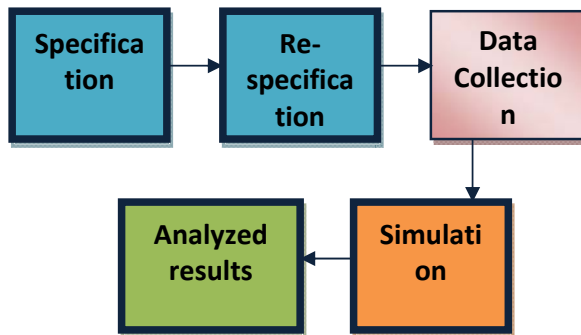 Specifica
tion
Re-
specifica
tion
Data
Collectio
n
Simulati
on
Analyzed
results